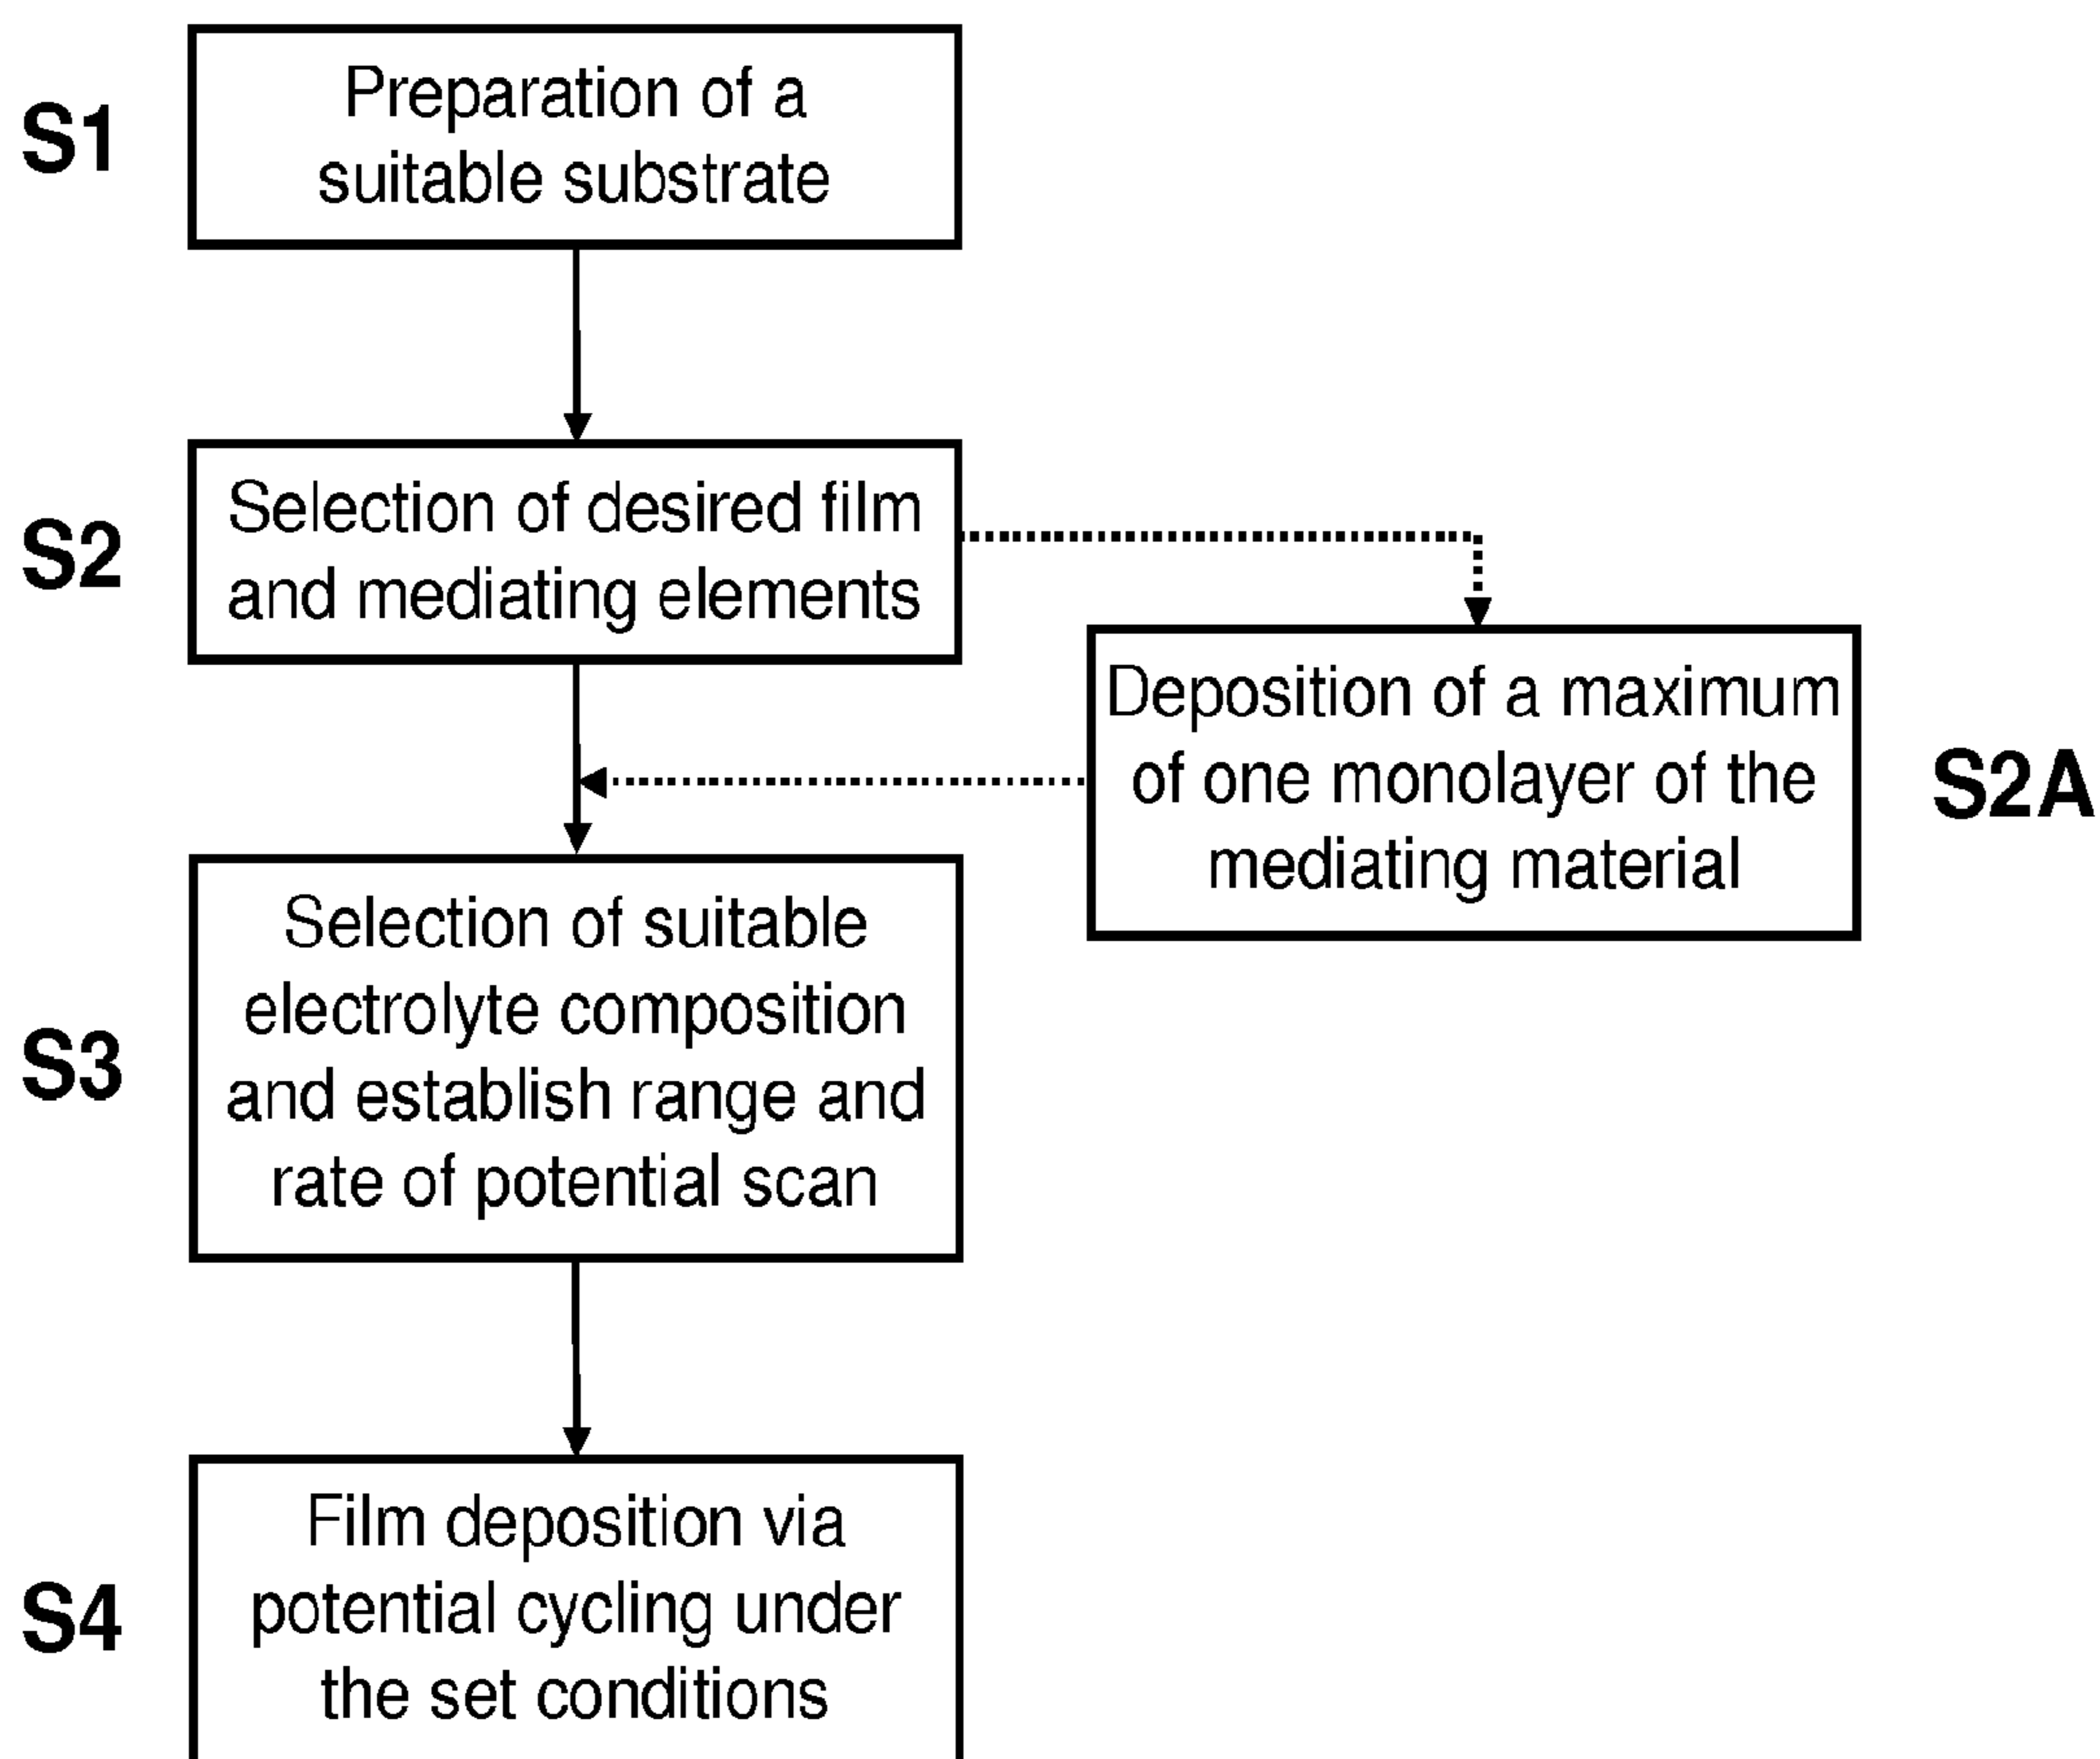 S1
Preparation of a
suitable substrate
S2
Selection of desired film
and mediating elements
Deposition of a maximum
of one monolayer of the
mediating material
S2A
S3
Selection of suitable
electrolyte composition
and establish range and
rate of potential scan
S4
Film deposition via
potential cycling under
the set conditions